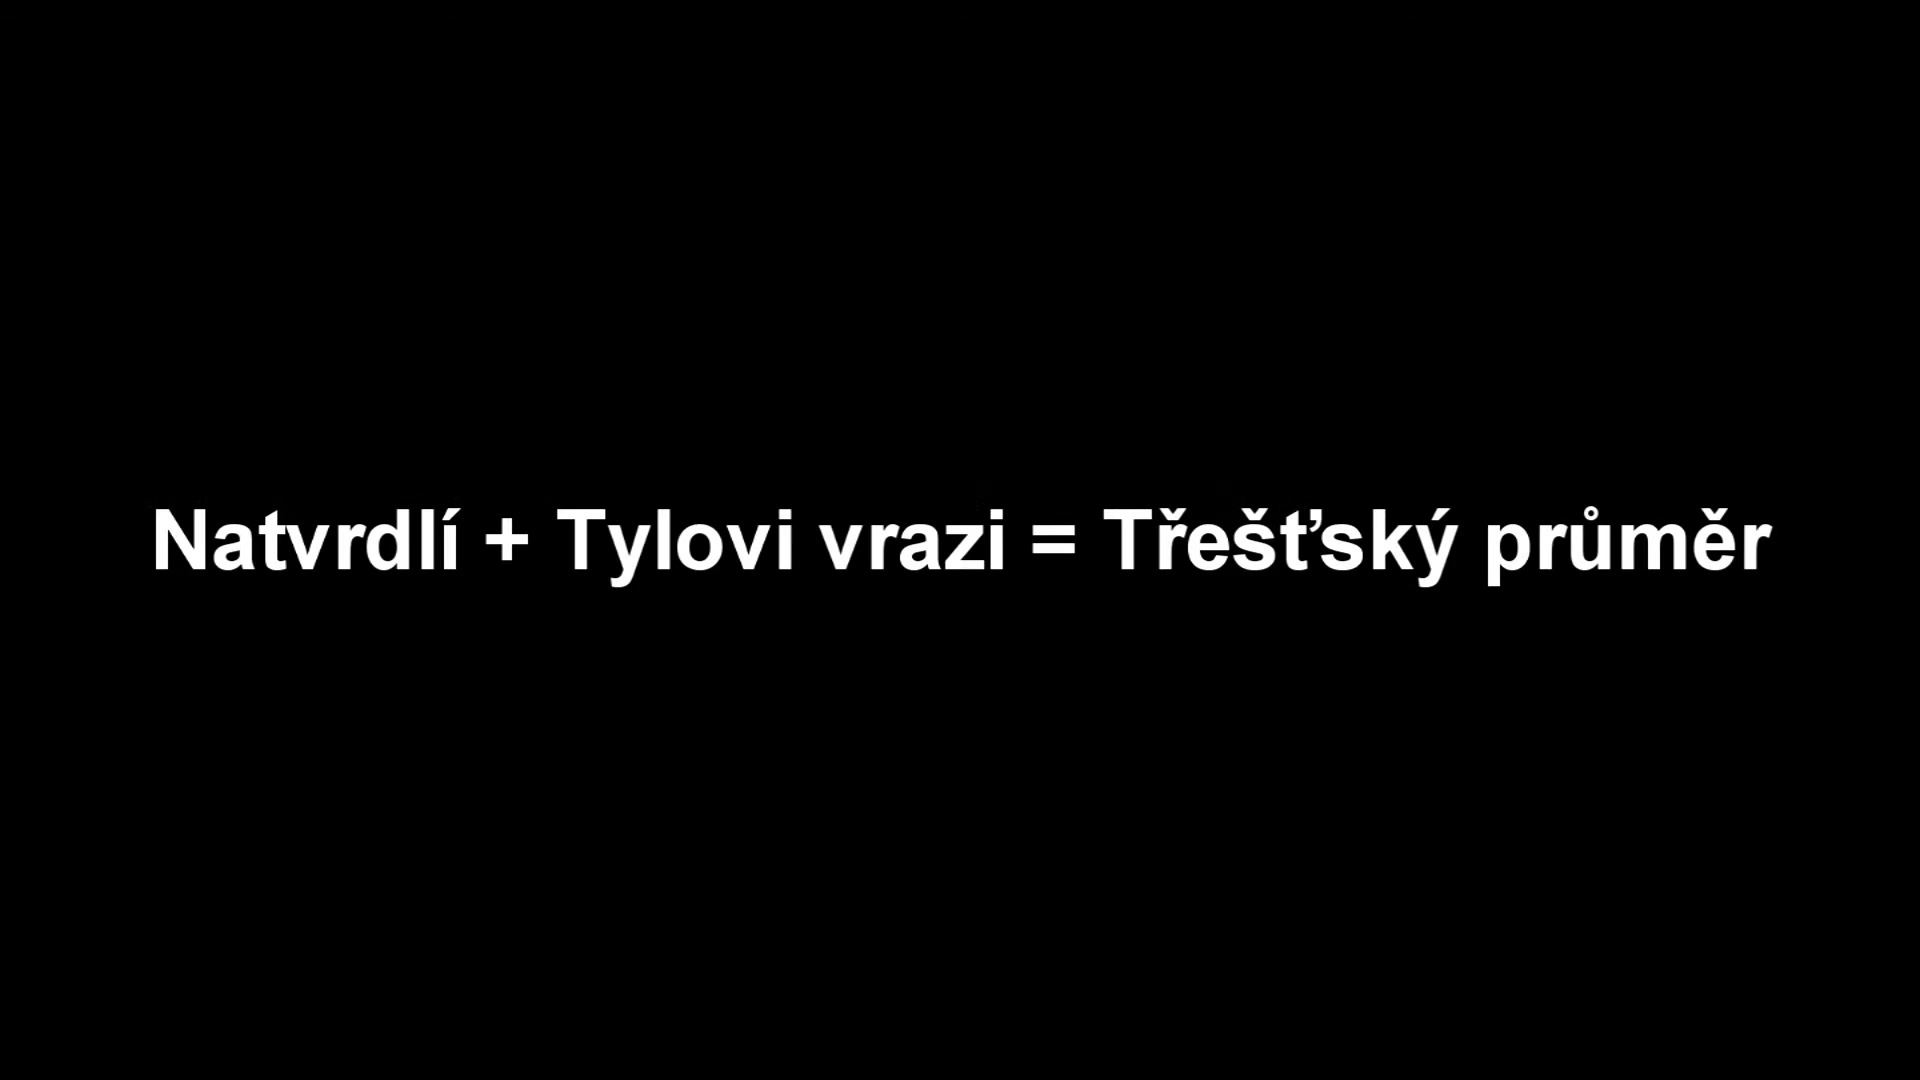 Natvrdlí + Tylovi vrazi = Třešťský průměr